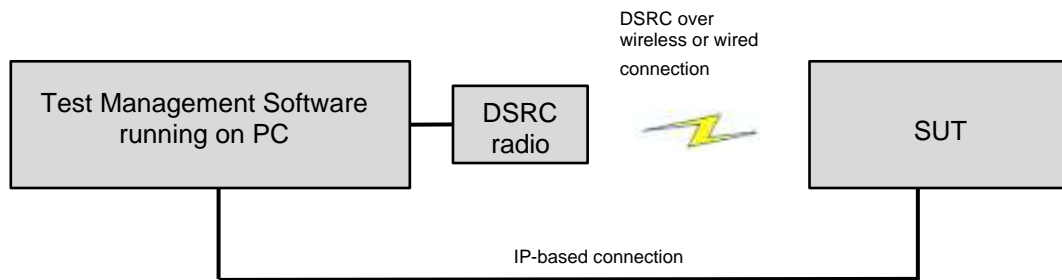 DSRC over
wireless or wired
connection
Test Management Software
running on PC
DSRC
radio
SUT
IP-based connection